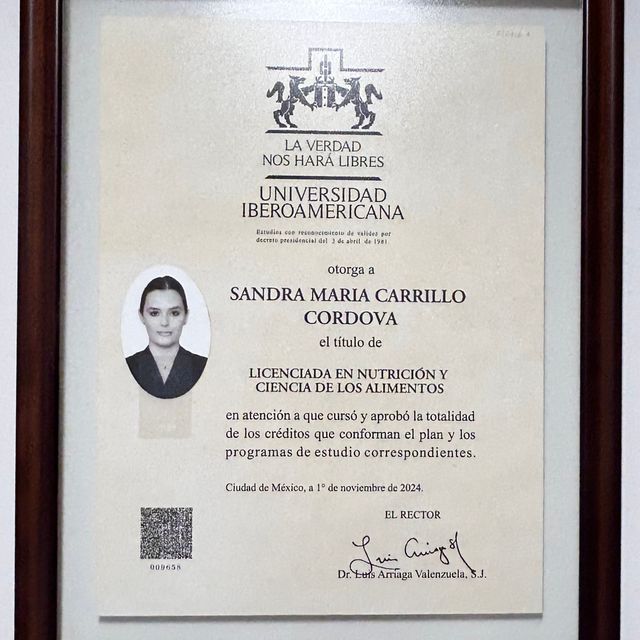 LA VERDAD
NOS HARÁ LIBRES
UNIVERSIDAD
IBEROAMERICANA
Estudios con reconocimiento de validez por
decreto presidencial del 3 de abril de 1981.
otorga a
SANDRA MARIA CARRILLO
CORDOVA
el título de
LICENCIADA EN NUTRICIÓN Y
CIENCIA DE LOS ALIMENTOS
en atención a que cursó y aprobó la totalidad
de los créditos que conforman el plan y los
programas de estudio correspondientes.
Ciudad de México, a 1° de noviembre de 2024.
EL RECTOR
Luis Arriaga
Dr. Luis Arriaga Valenzuela, S.J.
009658